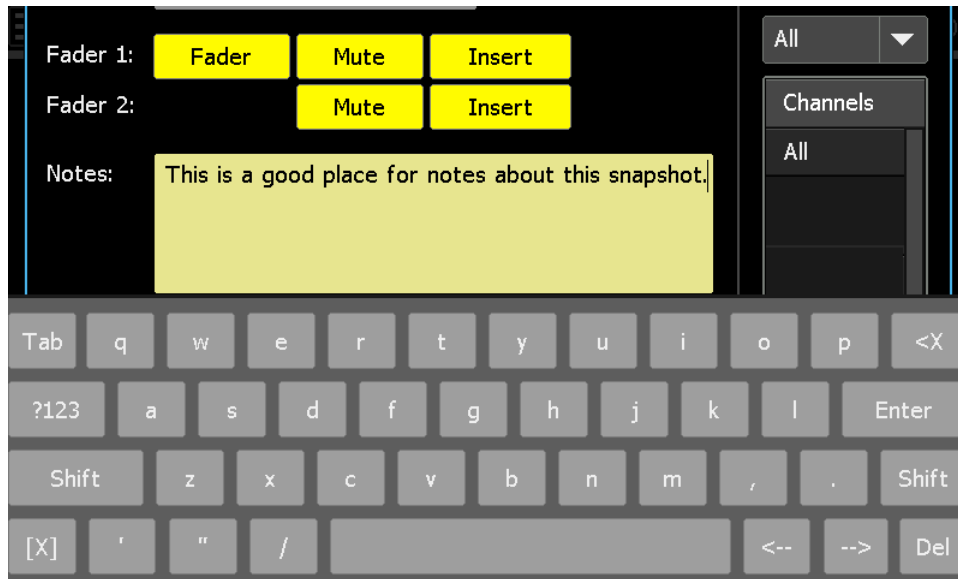 Fader 1: Fader Mute Insert
Fader 2: Mute Insert
Notes: This is a good place for notes about this snapshot.
All
Channels
All
Tab q w e r t y u i o p <X
?123 a s d f g h j k l Enter
Shift z x c v b n m , . Shift
[X] ' " / <-- --> Del